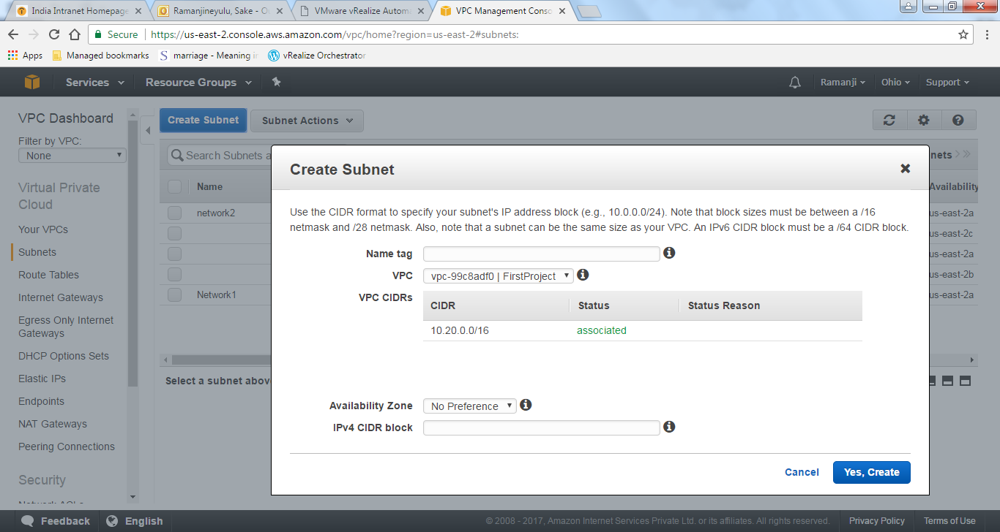 India Intranet Homepage
Ramanjineyulu, Sake - Ou
VMware vRealize Automa
VPC Management Conso
Secure
https://us-east-2.console.aws.amazon.com/vpc/home?region=us-east-2#subnets:
Apps
Managed bookmarks
S marriage - Meaning in
vRealize Orchestrator
Services
Resource Groups
Ramanji
Ohio
Support
VPC Dashboard
Filter by VPC:
None
Virtual Private
Cloud
Your VPCs
Subnets
Route Tables
Internet Gateways
Egress Only Internet
Gateways
DHCP Options Sets
Elastic IPs
Endpoints
NAT Gateways
Peering Connections
Security
Create Subnet
Subnet Actions
Search Subnets a
nets
Name
Availability
network2
us-east-2a
us-east-2c
us-east-2a
us-east-2b
Network1
us-east-2a
Select a subnet above
Create Subnet
Use the CIDR format to specify your subnet's IP address block (e.g., 10.0.0.0/24). Note that block sizes must be between a /16
netmask and /28 netmask. Also, note that a subnet can be the same size as your VPC. An IPv6 CIDR block must be a /64 CIDR block.
Name tag
VPC
vpc-99c8adf0 | FirstProject
VPC CIDRs
CIDR
Status
Status Reason
10.20.0.0/16
associated
Availability Zone
No Preference
IPv4 CIDR block
Cancel
Yes, Create
Feedback
English
© 2008 - 2017, Amazon Internet Services Private Ltd. or its affiliates. All rights reserved.
Privacy Policy
Terms of Use